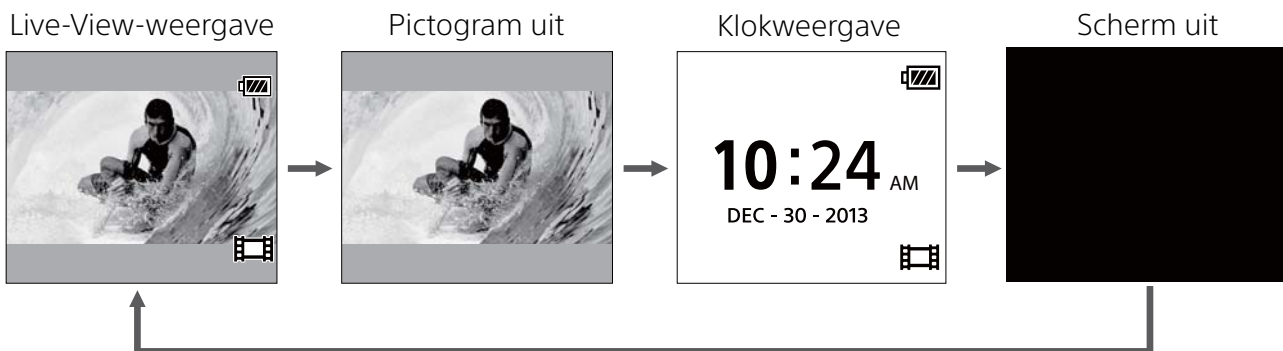 Live-View-weergave
Pictogram uit
Klokweergave
Scherm uit
10:24 AM
DEC - 30 - 2013